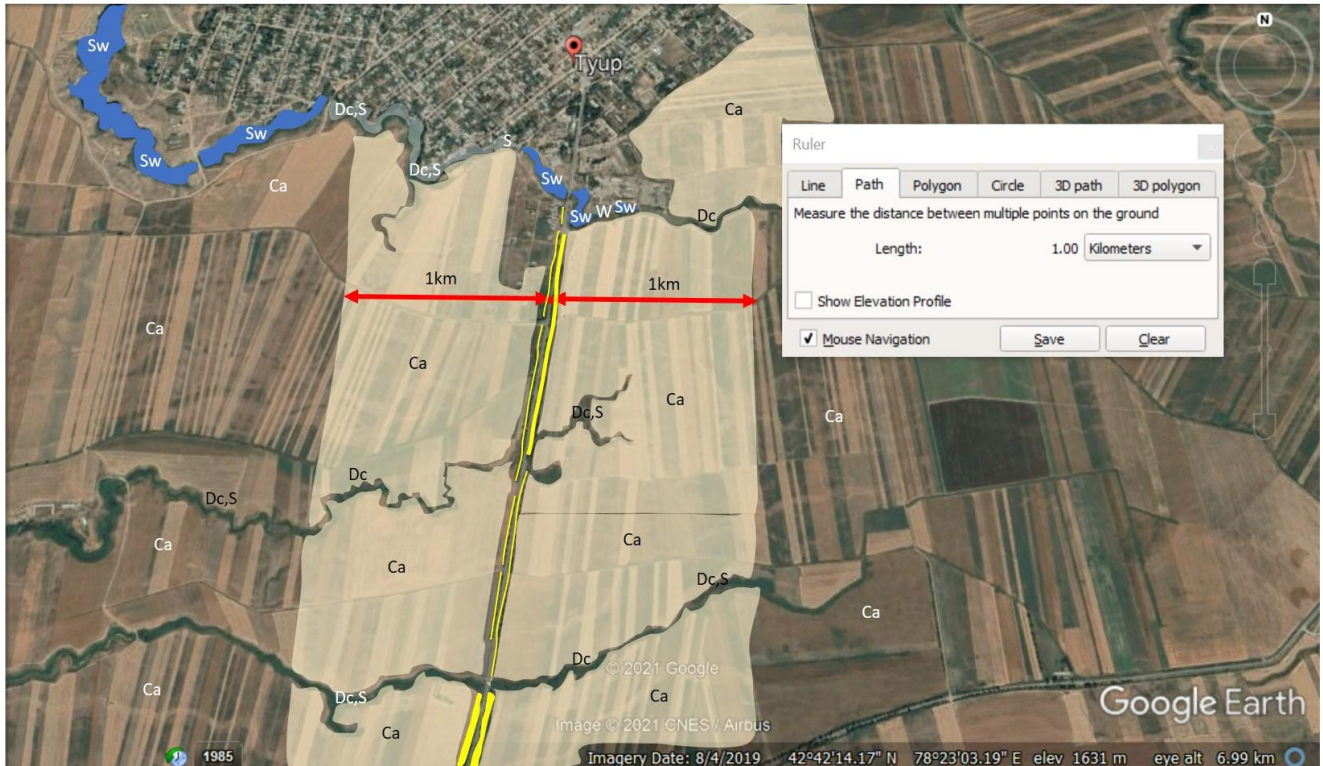 N
Sw
Tyup
Dc,S
Ca
Sw
S
Sw
Dc,S
Sw
Ca
Sw
Sw W Sw
Dc
1km
1km
Ca
Ca
Ca
Dc,S
Ca
Dc
Dc,S
Ca
Ca
Ca
Dc,S
Ca
Dc
Ca
Dc,S
Ca
Ca
Ruler
Line
Path
Polygon
Circle
3D path
3D polygon
Measure the distance between multiple points on the ground
Length:
1.00
Kilometers
Show Elevation Profile
Mouse Navigation
Save
Clear
© 2021 Google
Image © 2021 CNES / Airbus
Google Earth
1985
Imagery Date: 8/4/2019 42°42'14.17" N 78°23'03.19" E elev 1631 m eye alt 6.99 km